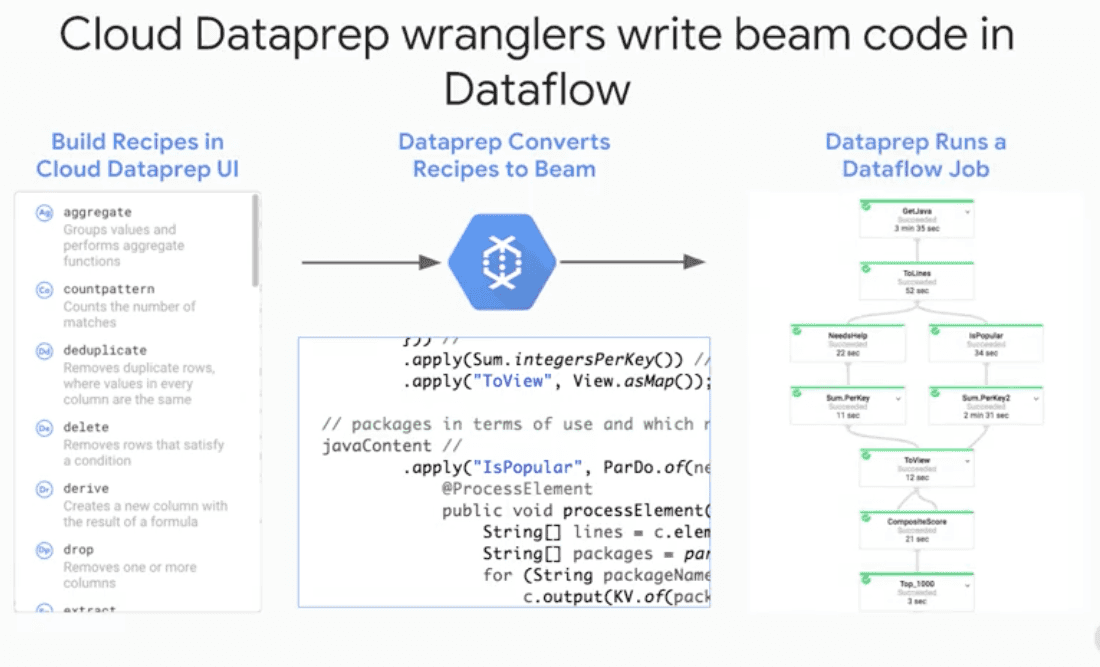 Cloud Dataprep wranglers write beam code in
Dataflow
Build Recipes in
Cloud Dataprep UI
Ag aggregate
Groups values and
performs aggregate
functions
Co countpattern
Counts the number of
matches
Dd deduplicate
Removes duplicate rows,
where values in every
column are the same
De delete
Removes rows that satisfy
a condition
Dr derive
Creates a new column with
the result of a formula
Dp drop
Removes one or more
columns
extract
Dataprep Converts
Recipes to Beam
})) //
.apply(Sum.integersPerKey()) //
.apply("ToView", View.asMap());
// packages in terms of use and which
javaContent //
.apply("IsPopular", ParDo.of(ne
@ProcessElement
public void processElement(
String[] lines = c.elem
String[] packages = par
for (String packageName
c.output(KV.of(pack
Dataprep Runs a
Dataflow Job
GetJava
Succeeded
3 min 35 sec
ToLines
Succeeded
52 sec
NeedsHelp
Succeeded
22 sec
IsPopular
Succeeded
34 sec
Sum.PerKey
Succeeded
11 sec
Sum.PerKey2
Succeeded
2 min 31 sec
ToView
Succeeded
12 sec
CompositeScore
Succeeded
21 sec
Top_1000
Succeeded
3 sec